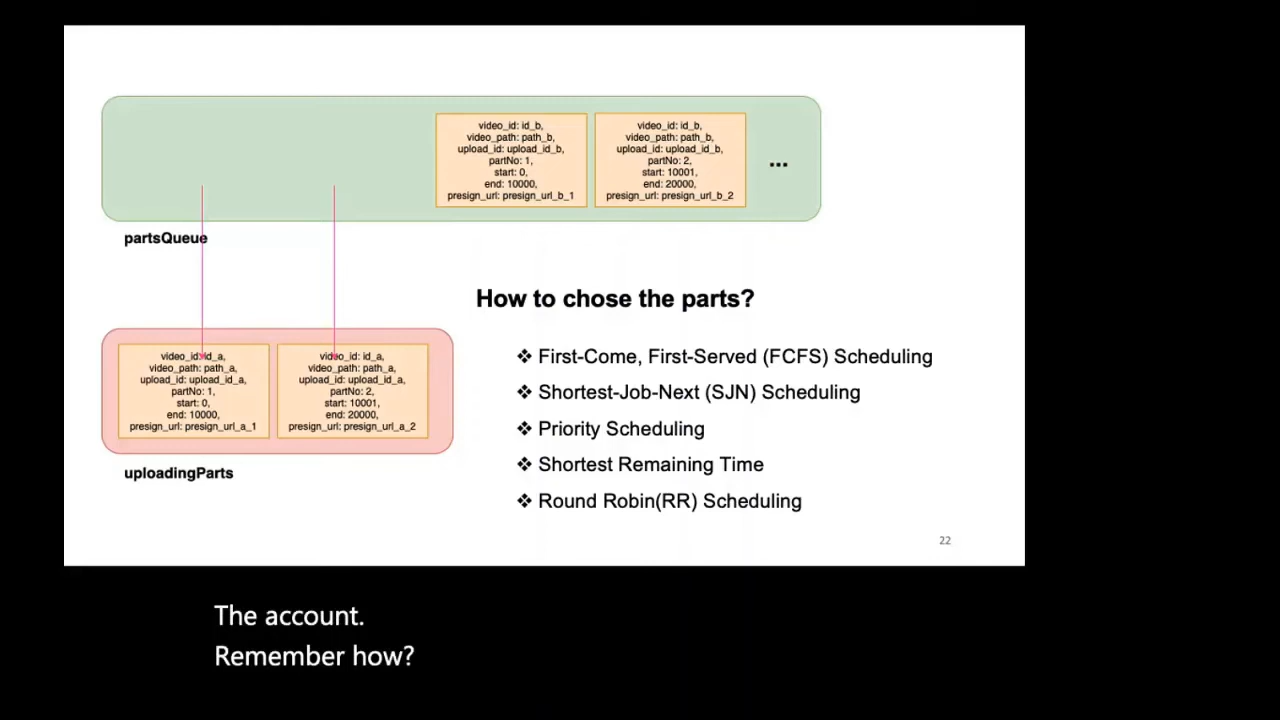 video_id: id_b,
video_path: path_b,
upload_id: upload_id_b,
partNo: 1,
start: 0,
end: 10000,
presign_url: presign_url_b_1
video_id: id_b,
video_path: path_b,
upload_id: upload_id_b,
partNo: 2,
start: 10001,
end: 20000,
presign_url: presign_url_b_2
...
partsQueue
How to chose the parts?
❖ First-Come, First-Served (FCFS) Scheduling
❖ Shortest-Job-Next (SJN) Scheduling
❖ Priority Scheduling
❖ Shortest Remaining Time
❖ Round Robin(RR) Scheduling
video_id: id_a,
video_path: path_a,
upload_id: upload_id_a,
partNo: 1,
start: 0,
end: 10000,
presign_url: presign_url_a_1
video_id: id_a,
video_path: path_a,
upload_id: upload_id_a,
partNo: 2,
start: 10001,
end: 20000,
presign_url: presign_url_a_2
uploadingParts
22
The account.
Remember how?